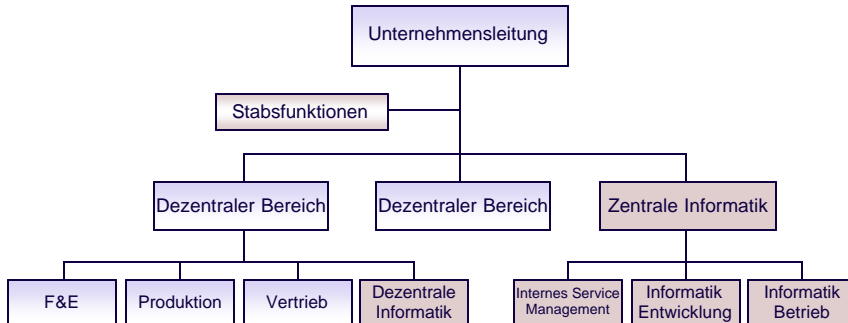 Unternehmensleitung
Stabsfunktionen
Dezentraler Bereich
Dezentraler Bereich
Zentrale Informatik
F&E
Produktion
Vertrieb
Dezentrale
Informatik
Internes Service
Management
Informatik
Entwicklung
Informatik
Betrieb